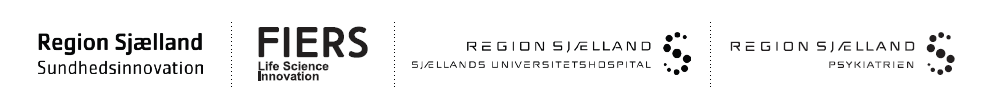 Region Sjælland
Sundhedsinnovation
FIERS
Life Science
Innovation
REGION SJÆLLAND
SJÆLLANDS UNIVERSITETSHOSPITAL
REGION SJÆLLAND
PSYKIATRIEN